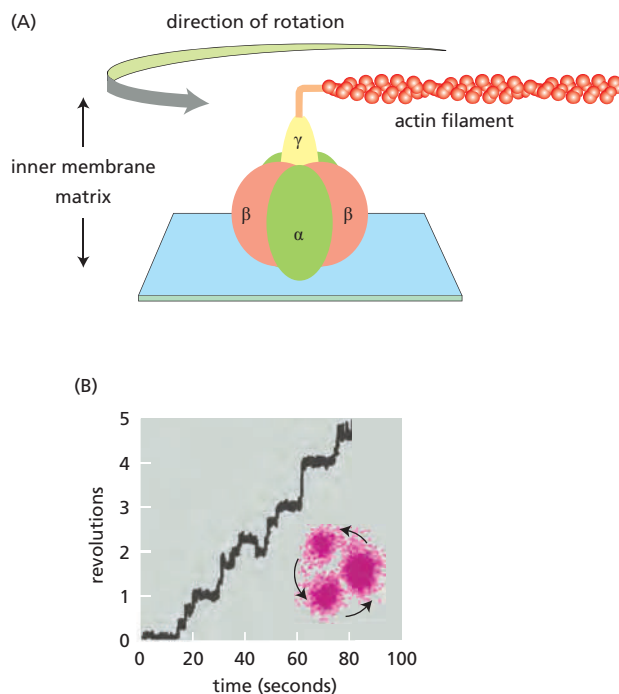 (A)
direction of rotation
actin filament
inner membrane
matrix
γ
β
α
β
(B)
revolutions
5
4
3
2
1
0
0
20
40
60
80
100
time (seconds)